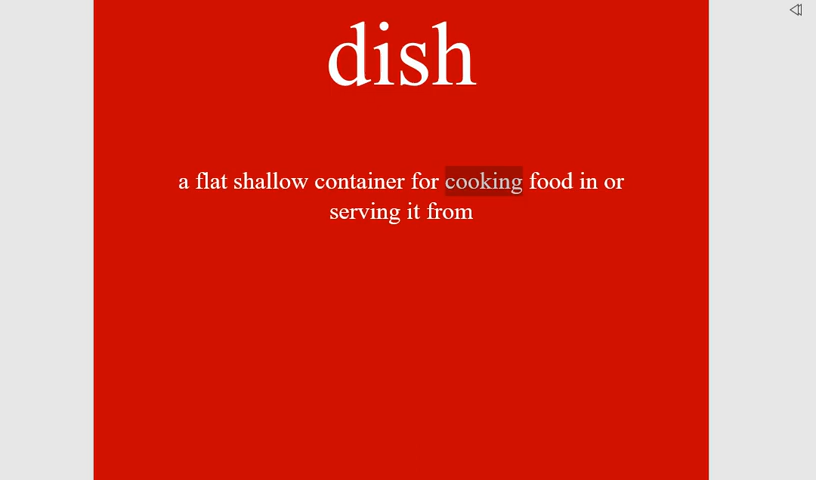 dish
a flat shallow container for cooking food in or
serving it from